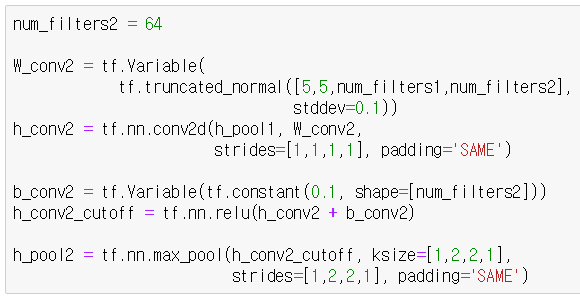 num_filters2 = 64

W_conv2 = tf.Variable(
            tf.truncated_normal([5,5,num_filters1,num_filters2],
                                stddev=0.1))
h_conv2 = tf.nn.conv2d(h_pool1, W_conv2,
                       strides=[1,1,1,1], padding='SAME')

b_conv2 = tf.Variable(tf.constant(0.1, shape=[num_filters2]))
h_conv2_cutoff = tf.nn.relu(h_conv2 + b_conv2)

h_pool2 = tf.nn.max_pool(h_conv2_cutoff, ksize=[1,2,2,1],
                         strides=[1,2,2,1], padding='SAME')